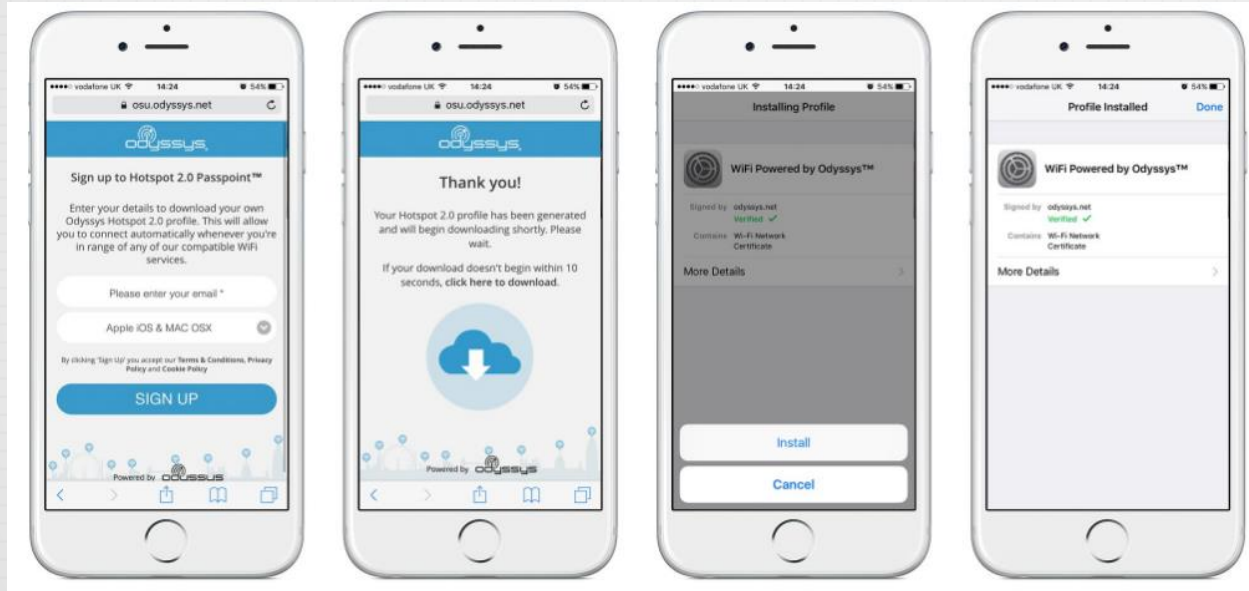 vodafone UK 14:24 54%
osu.odyssys.net
odyssys
Sign up to Hotspot 2.0 Passpoint™
Enter your details to download your own
Odyssys Hotspot 2.0 profile. This will allow
you to connect automatically whenever you're
in range of any of our compatible WiFi
services.
Please enter your email *
Apple iOS & MAC OSX
By clicking 'Sign Up' you accept our Terms & Conditions, Privacy
Policy and Cookie Policy
SIGN UP
Powered by odyssys
vodafone UK 14:24 54%
osu.odyssys.net
odyssys
Thank you!
Your Hotspot 2.0 profile has been generated
and will begin downloading shortly. Please
wait.
If your download doesn't begin within 10
seconds, click here to download.
Powered by odyssys
vodafone UK 14:24 54%
Installing Profile
WiFi Powered by Odyssys™
Signed by odyssys.net
Verified ✓
Contains Wi-Fi Network
Certificate
More Details
Install
Cancel
vodafone UK 14:24 54%
Profile Installed Done
WiFi Powered by Odyssys™
Signed by odyssys.net
Verified ✓
Contains Wi-Fi Network
Certificate
More Details